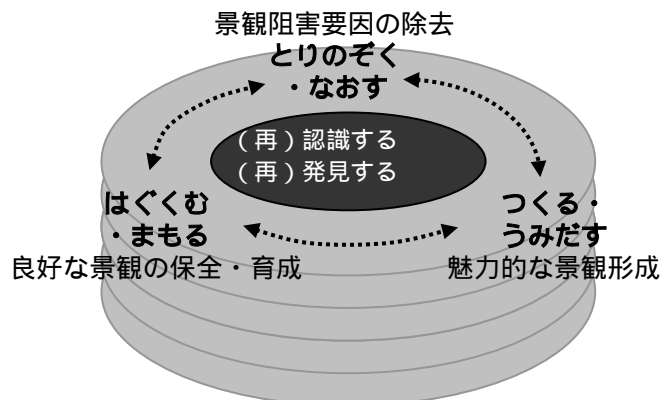 景観阻害要因の除去
とりのぞく
・なおす
(再)認識する
(再)発見する
はぐくむ
・まもる
良好な景観の保全・育成
つくる・
うみだす
魅力的な景観形成